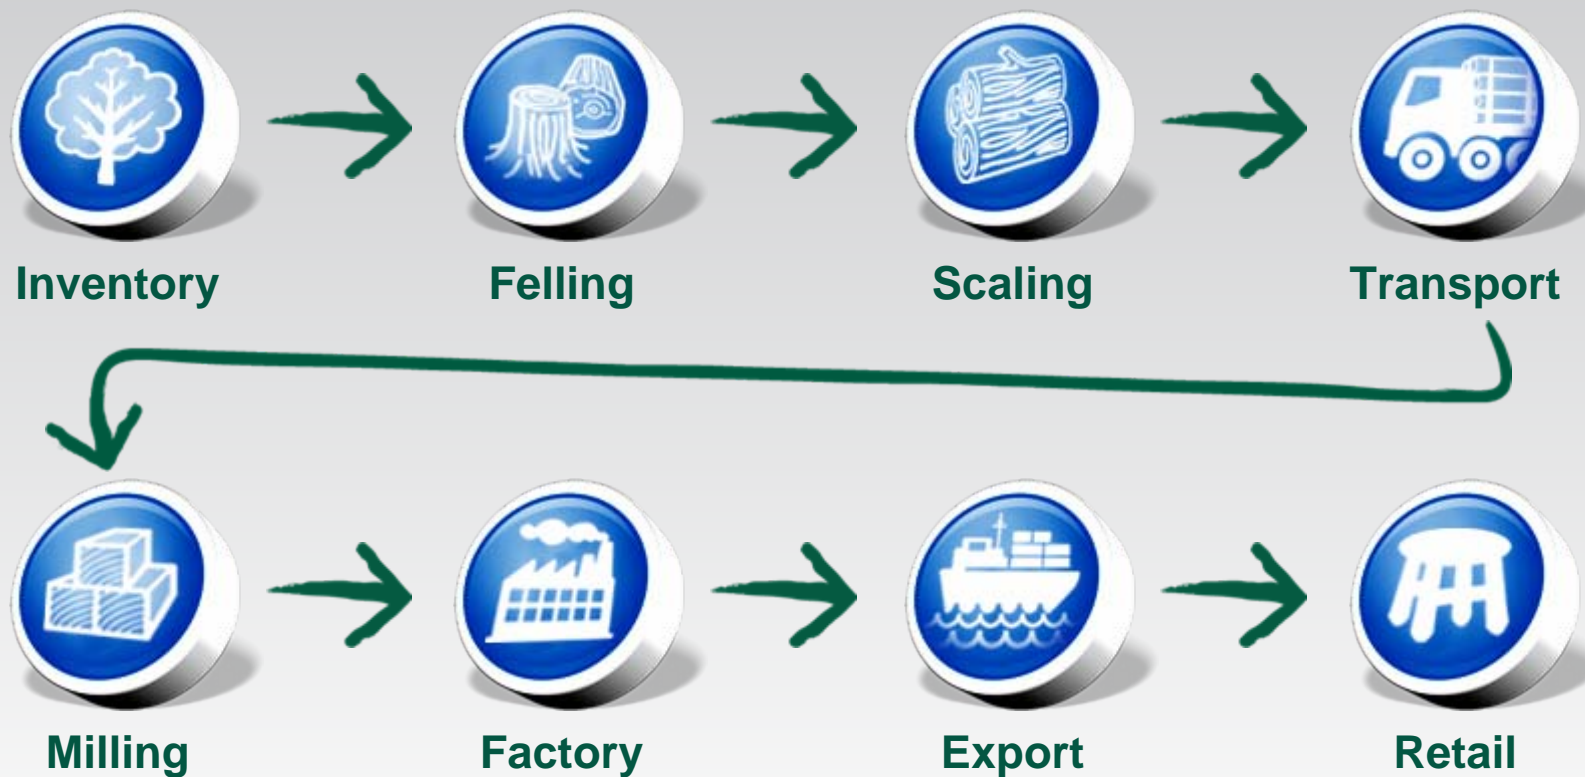 Inventory
Felling
Scaling
Transport
Milling
Factory
Export
Retail